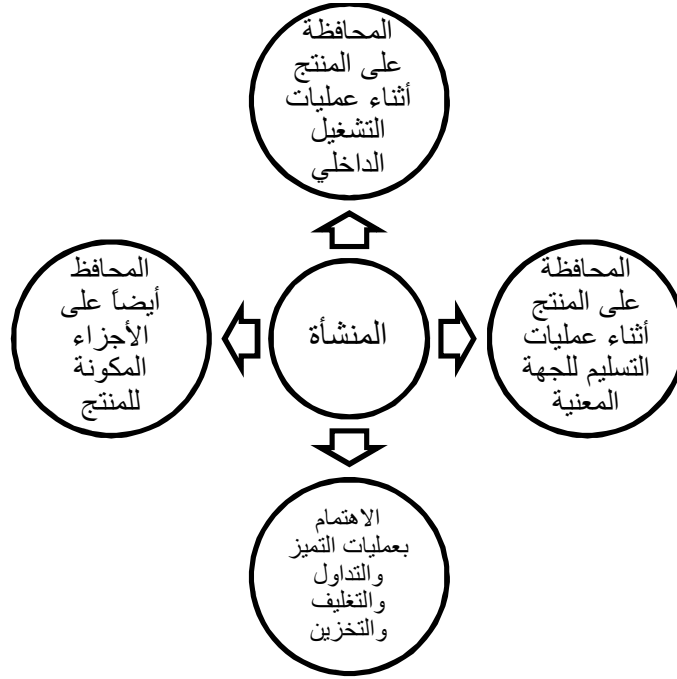 المحافظة
على المنتج
أثناء عمليات
التشغيل
الداخلي
المحافظة
على المنتج
أثناء عمليات
التسليم للجهة
المعنية
المنشأة
المحافظ
أيضاً على
الأجزاء
المكونة
للمنتج
الاهتمام
بعمليات التميز
والتداول
والتغليف
والتخزين